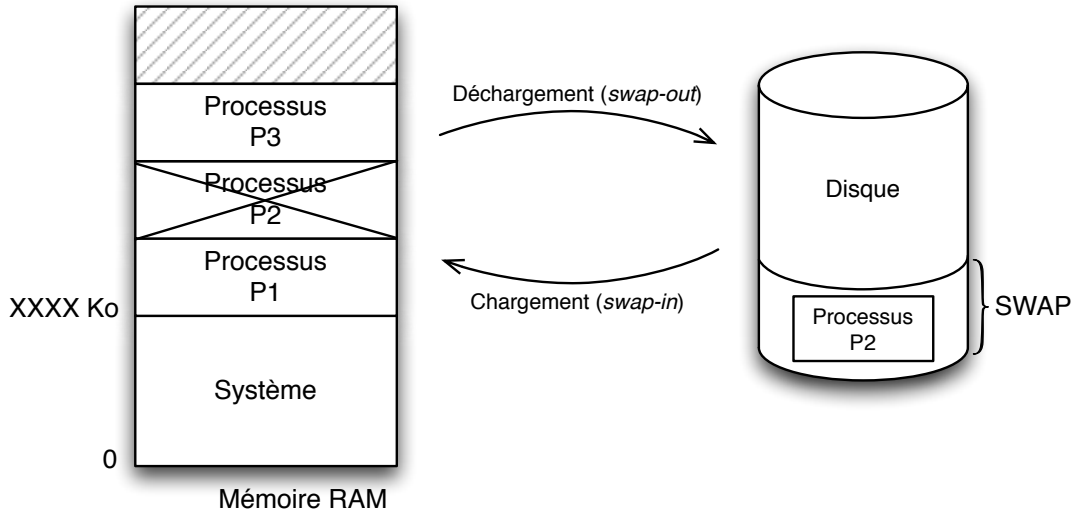 Processus
P3
Processus
P2
Processus
P1
XXXX Ko
Système
0
Mémoire RAM
Déchargement (swap-out)
Chargement (swap-in)
Disque
Processus
P2
SWAP